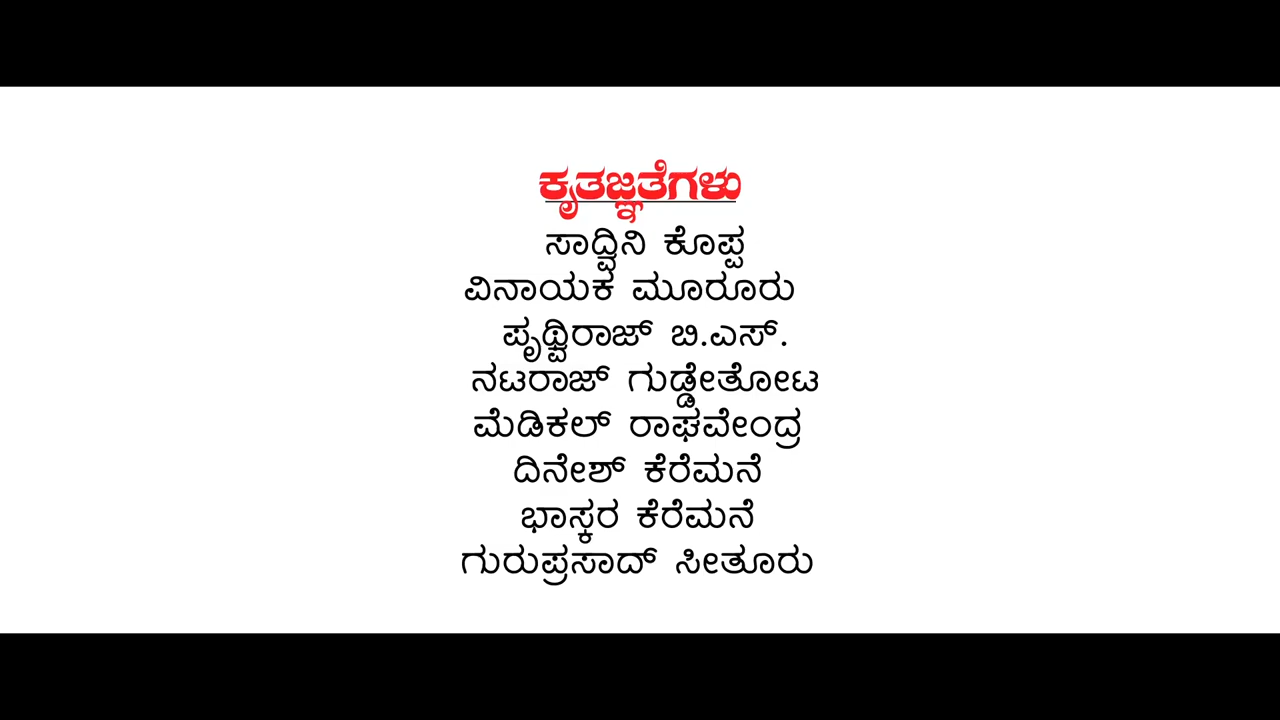 ಕೃತಜ್ಞತೆಗಳು
ಸಾದ್ವಿನಿ ಕೊಪ್ಪ
ವಿನಾಯಕ ಮೂರೂರು
ಪೃಥ್ವಿರಾಜ್ ಬಿ.ಎಸ್.
ನಟರಾಜ್ ಗುಡ್ಡೇತೋಟ
ಮೆಡಿಕಲ್ ರಾಘವೇಂದ್ರ
ದಿನೇಶ್ ಕೆರೆಮನೆ
ಭಾಸ್ಕರ ಕೆರೆಮನೆ
ಗುರುಪ್ರಸಾದ್ ಸೀತೂರು